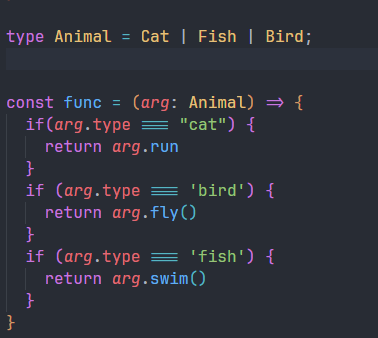 type Animal = Cat | Fish | Bird;
const func = (arg: Animal) => {
if(arg.type === "cat") {
return arg.run
}
if (arg.type === 'bird') {
return arg.fly()
}
if (arg.type === 'fish') {
return arg.swim()
}
}